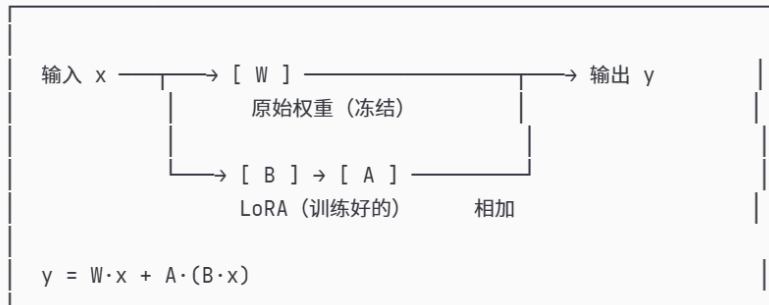 输入 x ──┬──→ [ W ] ─────────────┬──→ 输出 y
原始权重（冻结）
└──→ [ B ] → [ A ] ──────┘
LoRA（训练好的） 相加
y = W·x + A·(B·x)